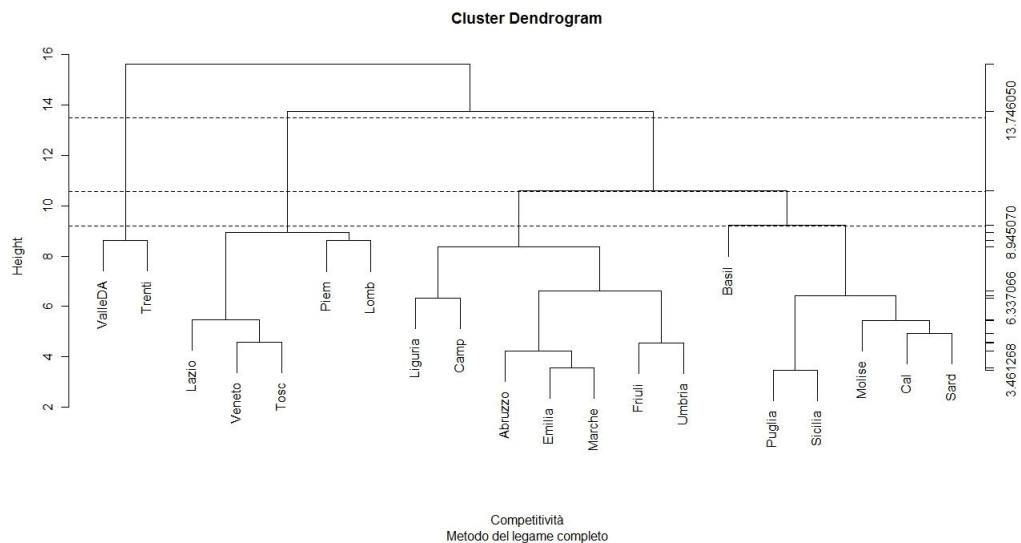 Cluster Dendrogram
Height
16
14
12
10
8
6
4
2
ValleDA
Trenti
Lazio
Veneto
Tosc
Piem
Lomb
Liguria
Camp
Abruzzo
Emilia
Marche
Friuli
Umbria
Basil
Puglia
Sicilia
Molise
Cal
Sard
13.746050
8.945070
6.337066
3.461268
Competitività
Metodo del legame completo